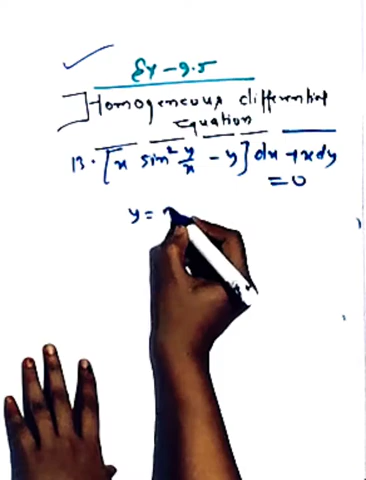 Ex - 9.5
Homogeneous differential
Equation
13. [x sin² y/x - y] dx + x dy
= 0
y =